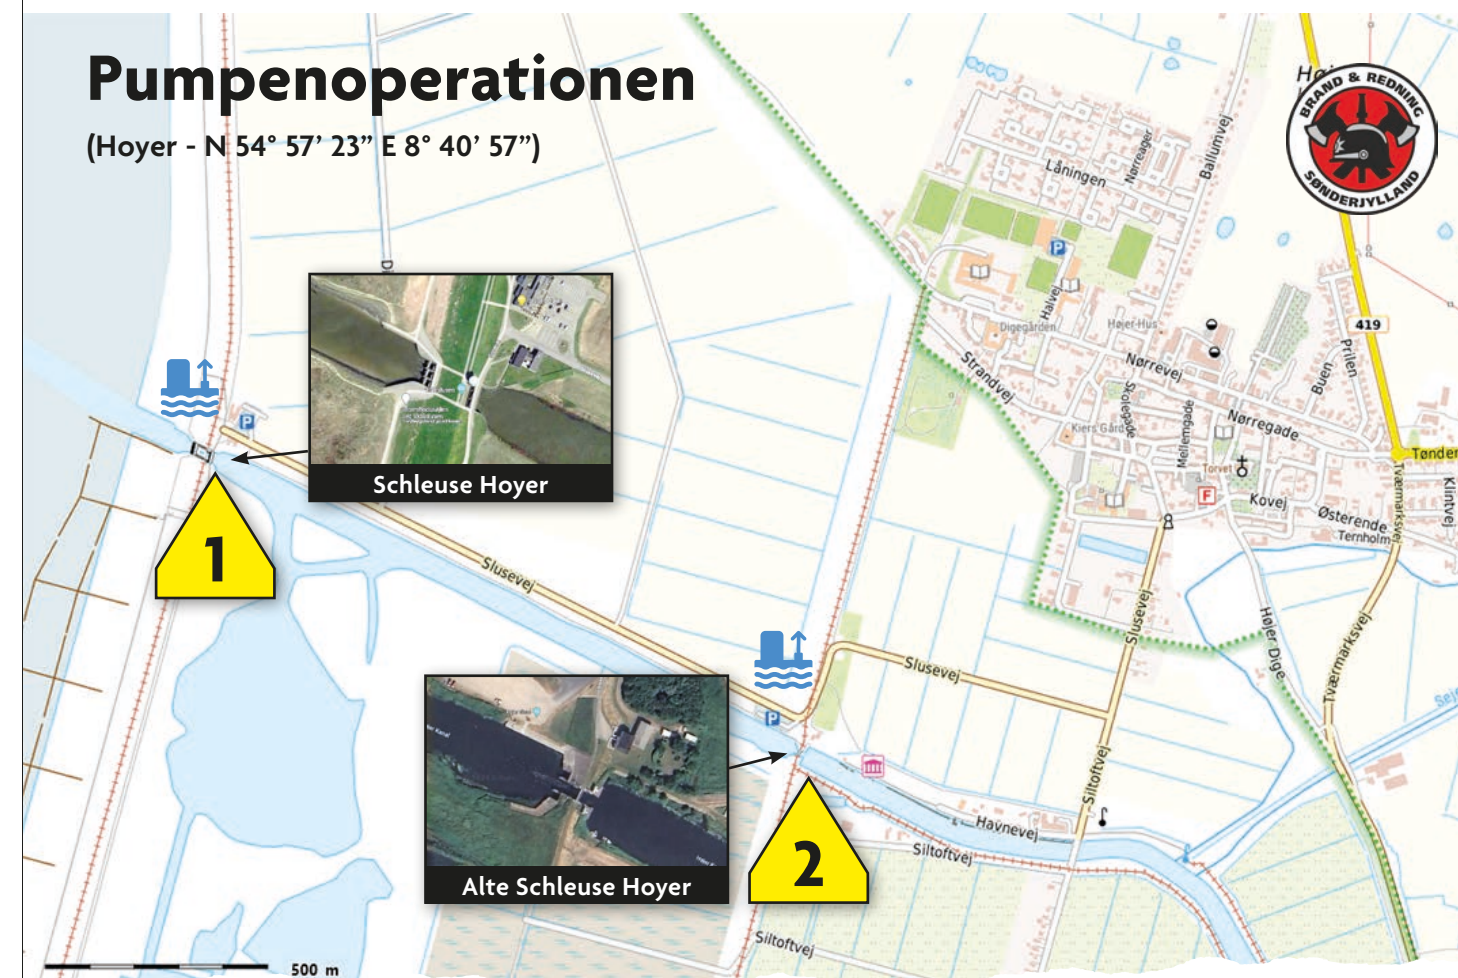 Pumpenoperationen
(Hoyer - N 54° 57’ 23” E 8° 40’ 57”)
BRAND & REDNING
SØNDERJYLLAND
Låningen
Nørreager
Ballumvej
P
Halvej
Digegården
Højer-Hus
419
Prilen
Buen
Strandvej
Nørrevej
Skolegade
Nørregade
Kiers Gård
Mellemgade
Torvet
F
Kovej
Østerende
Ternholm
Tønder
Tværmarksvej
Klintvej
P
Schleuse Hoyer
1
Slusevej
Slusevej
Slusevej
Højer Dige
Tværmarksvej
P
Siltoftvej
Havnevej
Siltoftvej
Alte Schleuse Hoyer
2
Siltoftvej
500 m